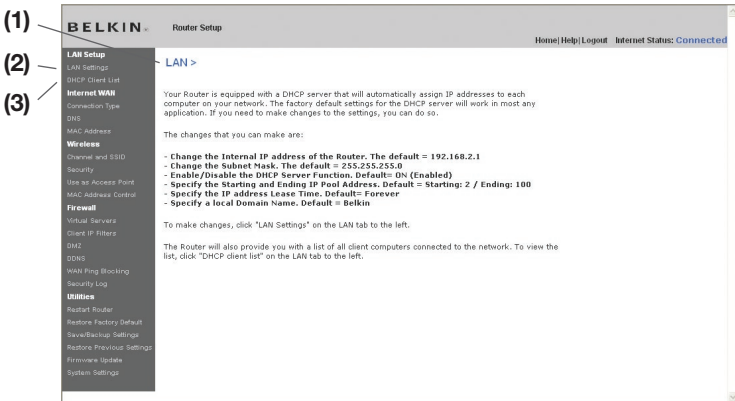 (1)
(2)
(3)
BELKIN
Router Setup
Home|Help|Logout Internet Status: Connected
LAN Setup
LAN Settings
DHCP Client List
Internet WAN
Connection Type
DNS
MAC Address
Wireless
Channel and SSID
Security
Use as Access Point
MAC Address Control
Firewall
Virtual Servers
Client IP Filters
DMZ
DDNS
WAN Ping Blocking
Security Log
Utilities
Restart Router
Restore Factory Default
Save/Backup Settings
Restore Previous Settings
Firmware Update
System Settings
LAN >
Your Router is equipped with a DHCP server that will automatically assign IP addresses to each
computer on your network. The factory default settings for the DHCP server will work in most any
application. If you need to make changes to the settings, you can do so.
The changes that you can make are:
- Change the Internal IP address of the Router. The default = 192.168.2.1
- Change the Subnet Mask. The default = 255.255.255.0
- Enable/Disable the DHCP Server Function. Default= ON (Enabled)
- Specify the Starting and Ending IP Pool Address. Default = Starting: 2 / Ending: 100
- Specify the IP address Lease Time. Default= Forever
- Specify a local Domain Name. Default = Belkin
To make changes, click "LAN Settings" on the LAN tab to the left.
The Router will also provide you with a list of all client computers connected to the network. To view the
list, click "DHCP client list" on the LAN tab to the left.